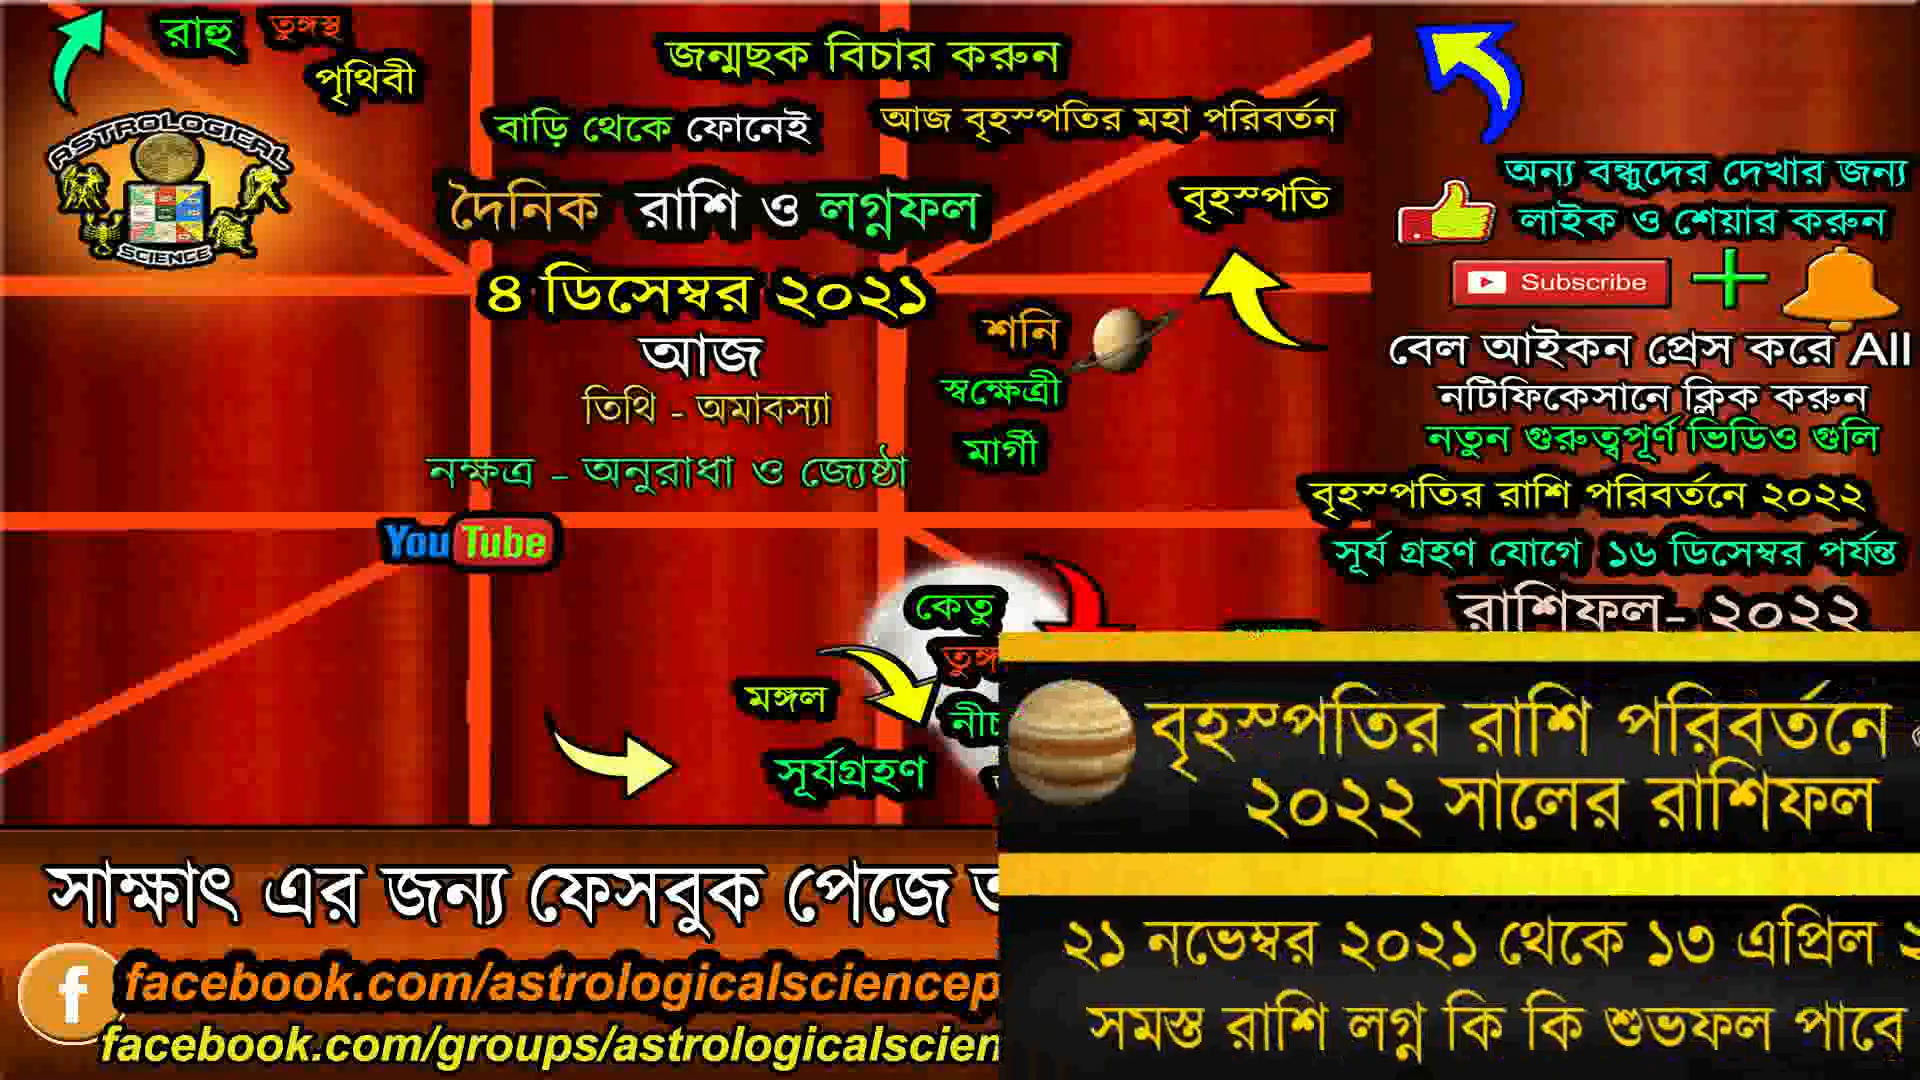 রাহু তুঙ্গস্থ
পৃথিবী
ASTROLOGICAL
SCIENCE
জন্মছক বিচার করুন
বাড়ি থেকে ফোনেই
আজ বৃহস্পতির মহা পরিবর্তন
দৈনিক রাশি ও লগ্নফল
বৃহস্পতি
৪ ডিসেম্বর ২০২১
আজ
তিথি - অমাবস্যা
নক্ষত্র - অনুরাধা ও জ্যেষ্ঠা
শনি
স্বক্ষেত্রী
মার্গী
YouTube
কেতু
মঙ্গল
সূর্যগ্রহণ
অন্য বন্ধুদের দেখার জন্য
লাইক ও শেয়ার করুন
Subscribe
বেল আইকন প্রেস করে All
নটিফিকেসানে ক্লিক করুন
নতুন গুরুত্বপূর্ণ ভিডিও গুলি
বৃহস্পতির রাশি পরিবর্তনে ২০২২
সূর্য গ্রহণ যোগে ১৬ ডিসেম্বর পর্যন্ত
রাশিফল- ২০২২
বৃহস্পতির রাশি পরিবর্তনে
২০২২ সালের রাশিফল
২১ নভেম্বর ২০২১ থেকে ১৩ এপ্রিল
সমস্ত রাশি লগ্ন কি কি শুভফল পাবে
সাক্ষাৎ এর জন্য ফেসবুক পেজে
facebook.com/astrologicalsciencep
facebook.com/groups/astrologicalscien